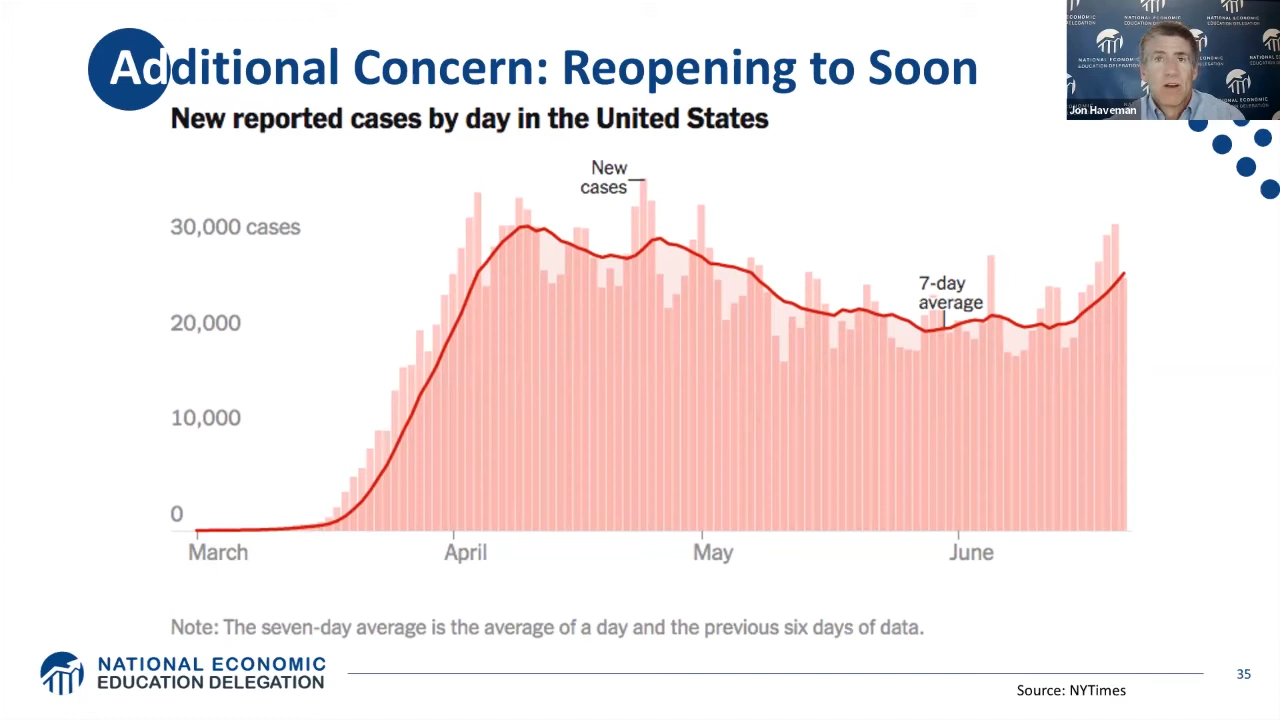 Additional Concern: Reopening to Soon
New reported cases by day in the United States
Jon Haveman
New
cases
30,000 cases
7-day
average
20,000
10,000
0
March
April
May
June
Note: The seven-day average is the average of a day and the previous six days of data.
NATIONAL ECONOMIC
EDUCATION DELEGATION
35
Source: NYTimes